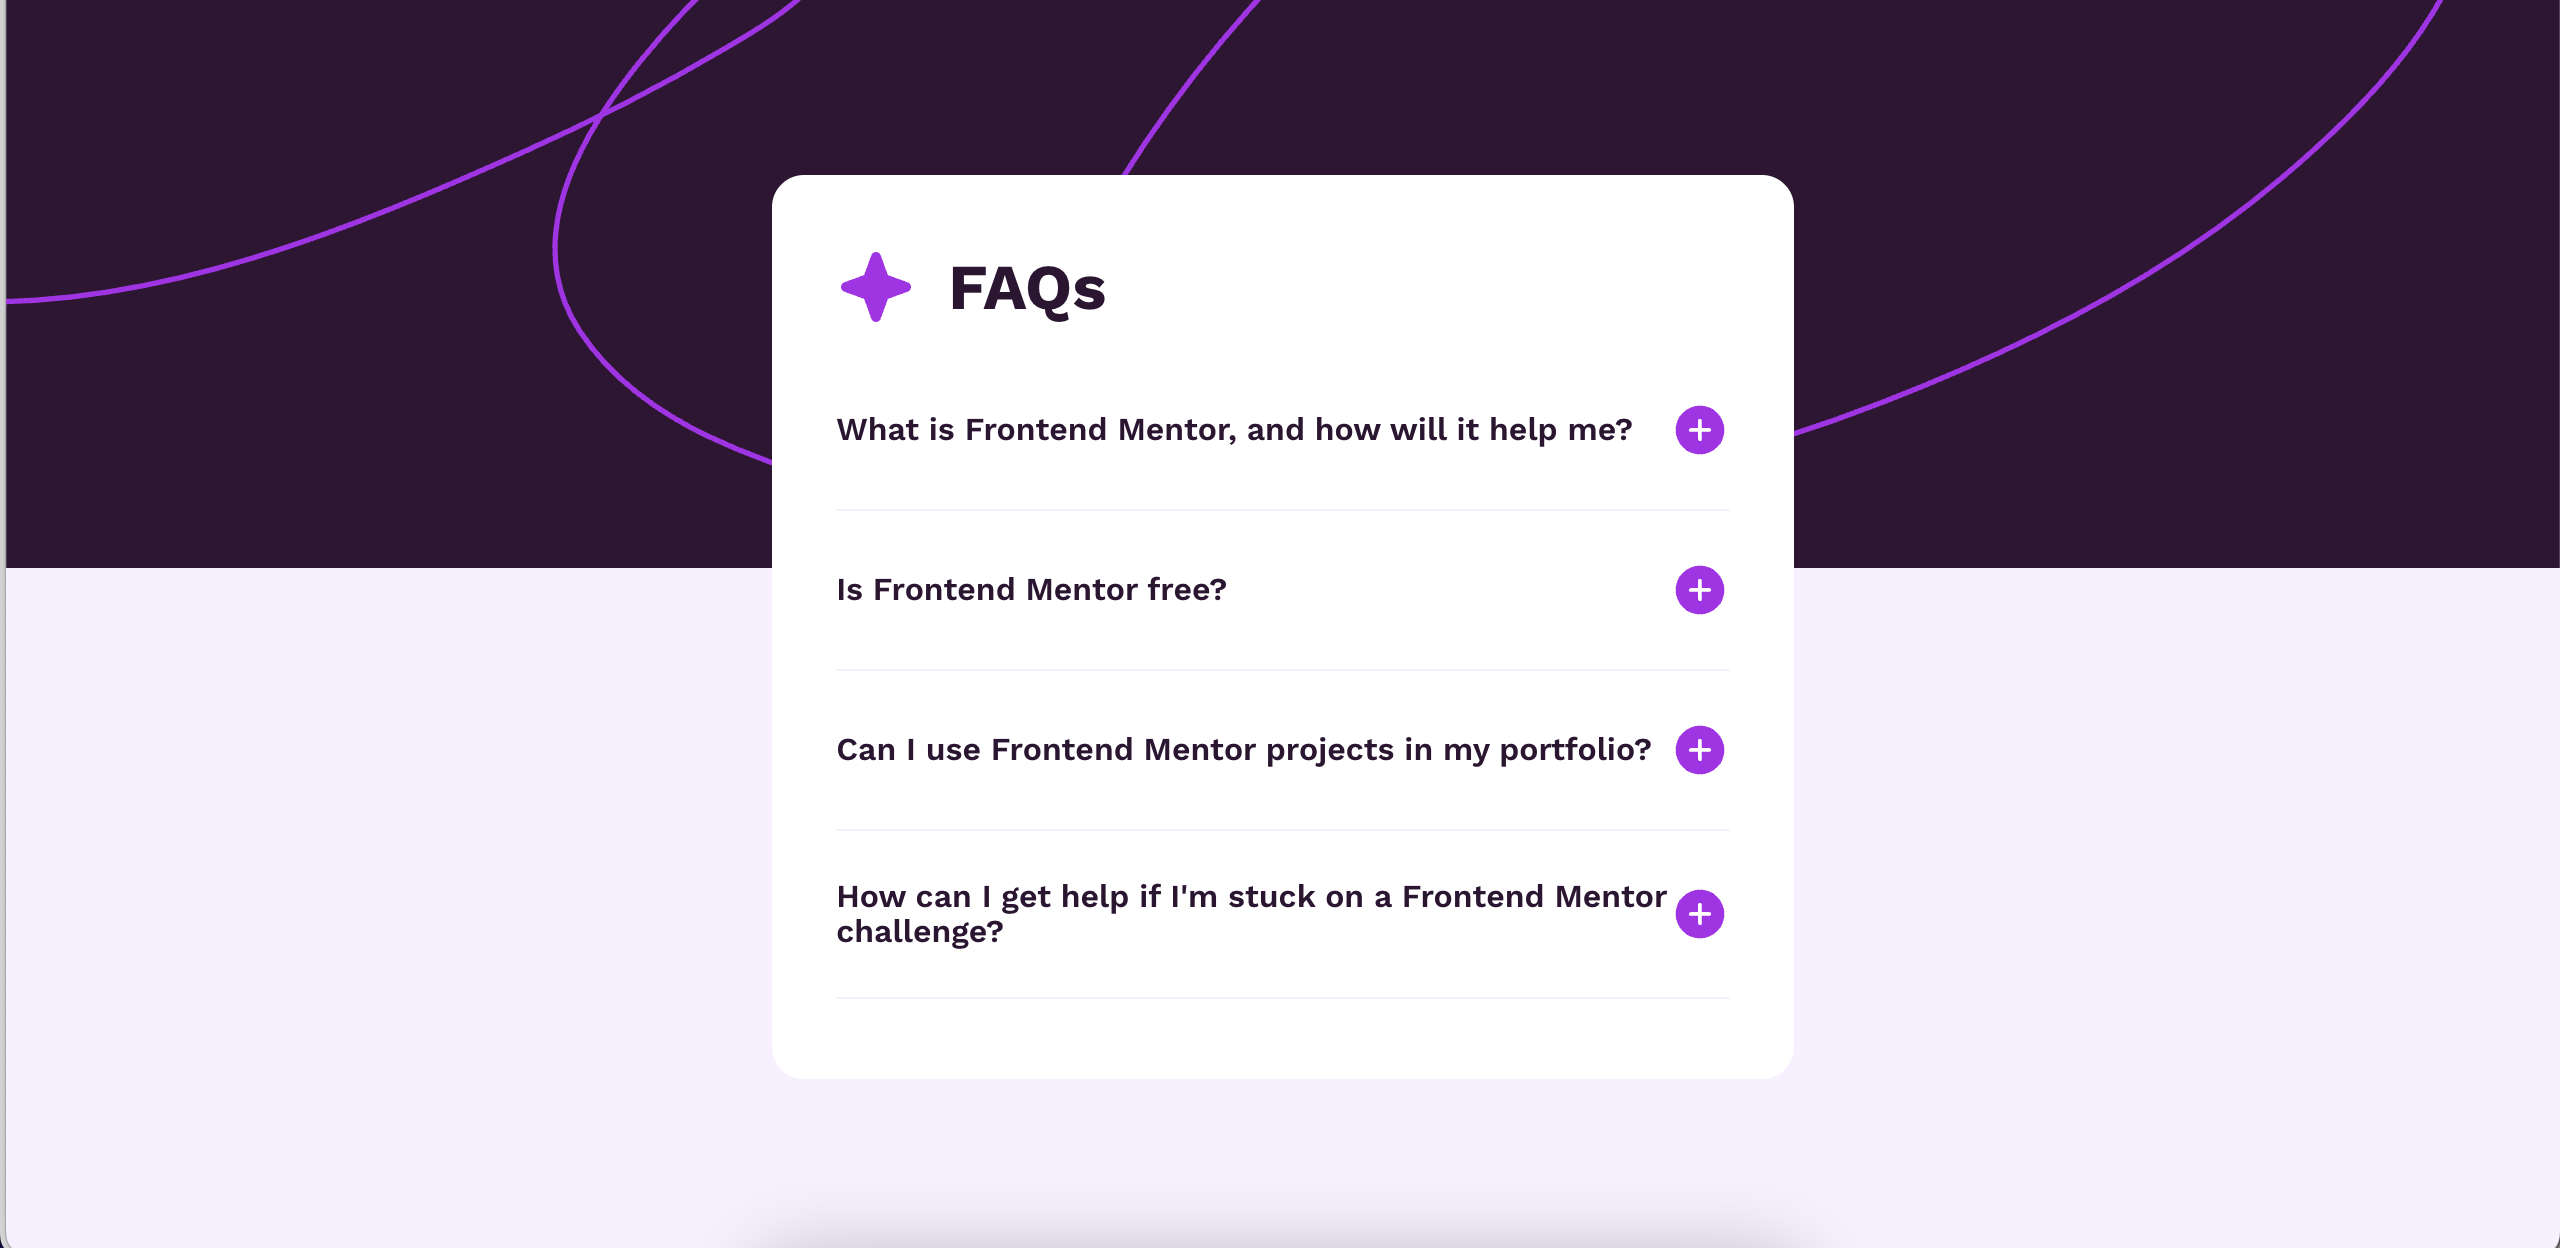 FAQs
What is Frontend Mentor, and how will it help me?
Is Frontend Mentor free?
Can I use Frontend Mentor projects in my portfolio?
How can I get help if I'm stuck on a Frontend Mentor
challenge?